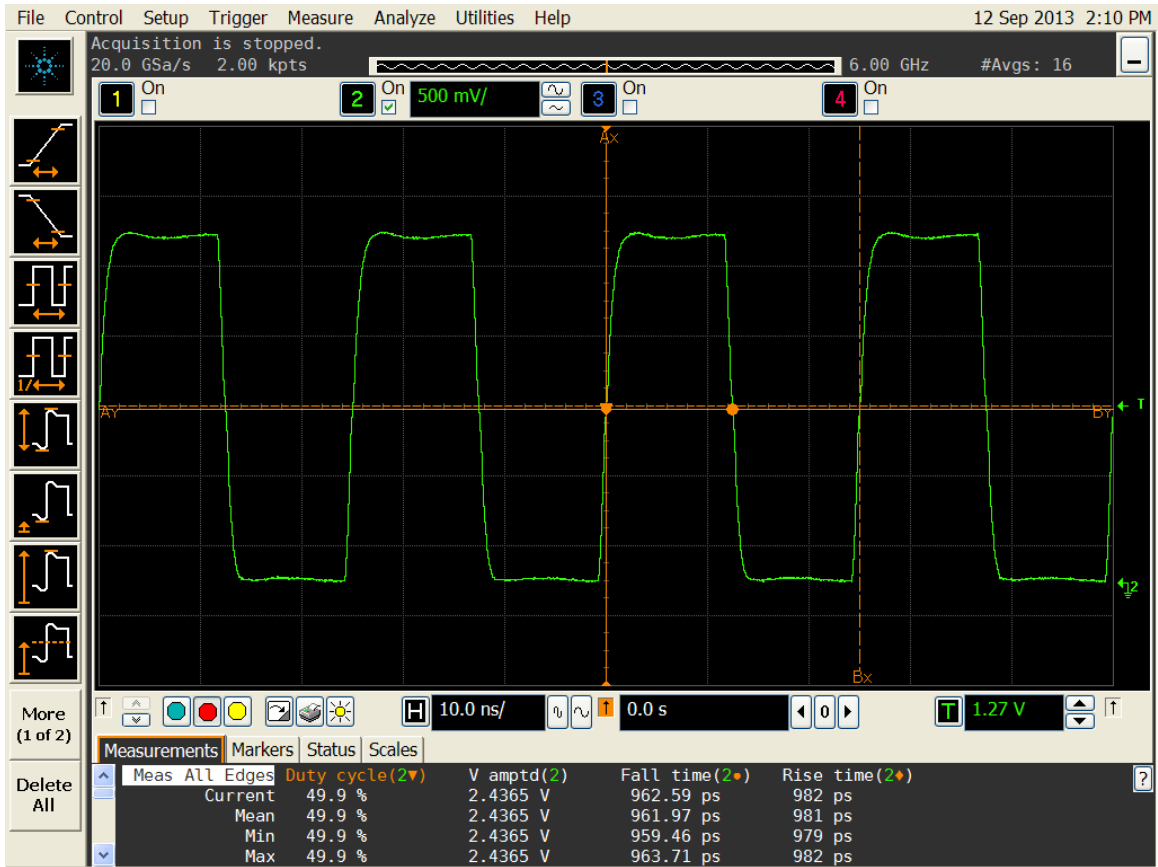 File Control Setup Trigger Measure Analyze Utilities Help 12 Sep 2013 2:10 PM
Acquisition is stopped.
20.0 GSa/s 2.00 kpts 6.00 GHz #Avgs: 16
1 On 2 On 500 mV/ 3 On 4 On
Ax
AY BY
T
2
Bx
1/
More
(1 of 2)
Delete
All
H 10.0 ns/ 0.0 s 0 T 1.27 V
Measurements Markers Status Scales
Meas All Edges Duty cycle(2▼) V amptd(2) Fall time(2●) Rise time(2♦) ?
Current 49.9 % 2.4365 V 962.59 ps 982 ps
Mean 49.9 % 2.4365 V 961.97 ps 981 ps
Min 49.9 % 2.4365 V 959.46 ps 979 ps
Max 49.9 % 2.4365 V 963.71 ps 982 ps